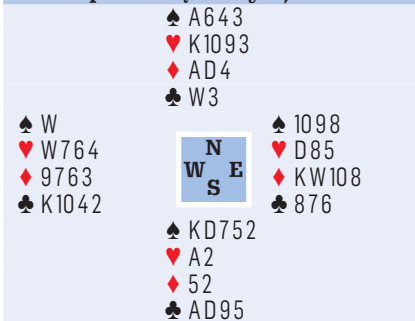 ♠ A643
♥ K1093
♦ AD4
♣ W3
♠ W
♥ W764
♦ 9763
♣ K1042
N
W E
S
♠ 1098
♥ D85
♦ KW108
♣ 876
♠ KD752
♥ A2
♦ 52
♣ AD95